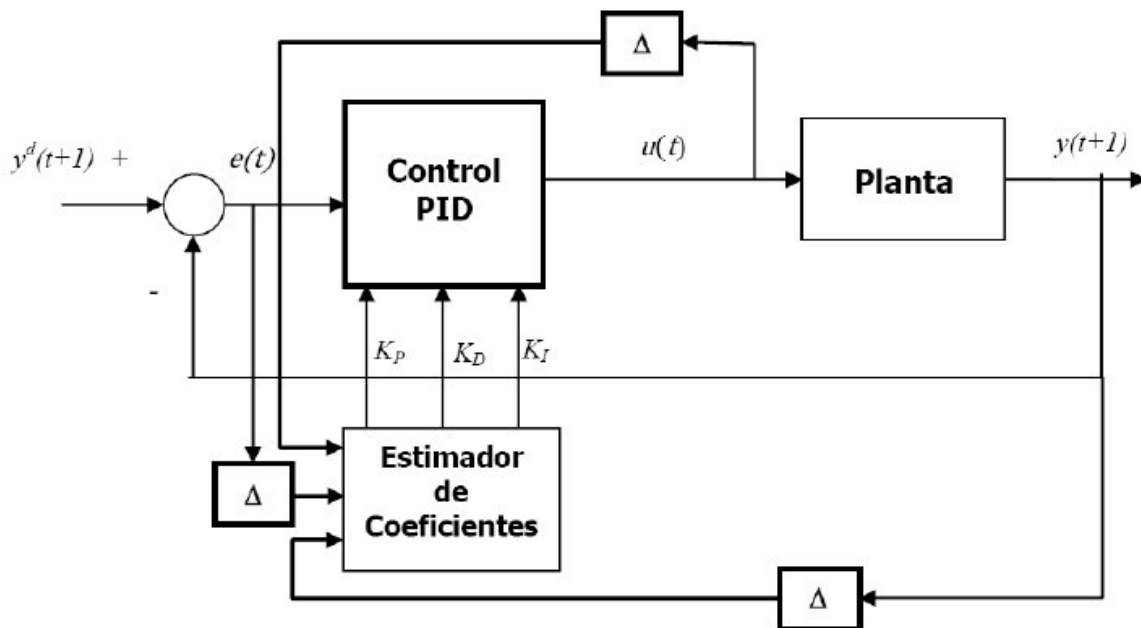 Δ
y^d(t+1) +
e(t)
Control
PID
u(t)
Planta
y(t+1)
-
K_P
K_D
K_I
Δ
Estimador
de
Coeficientes
Δ